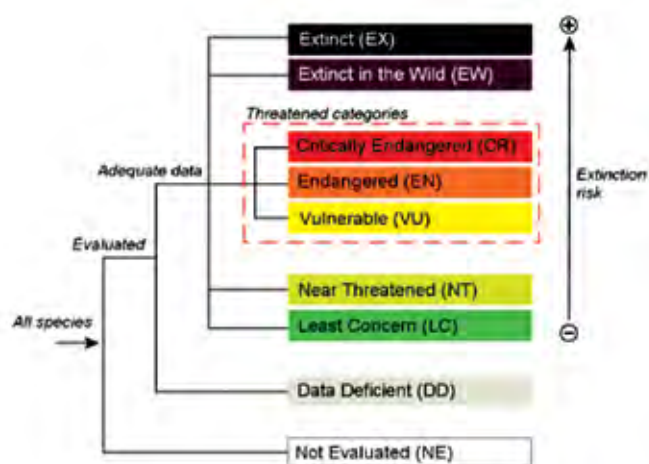 Extinct (EX)
Extinct in the Wild (EW)
Threatened categories
Critically Endangered (CR)
Adequate data
Endangered (EN)
Extinction
risk
Vulnerable (VU)
Evaluated
Near Threatened (NT)
All species
Least Concern (LC)
Data Deficient (DD)
Not Evaluated (NE)